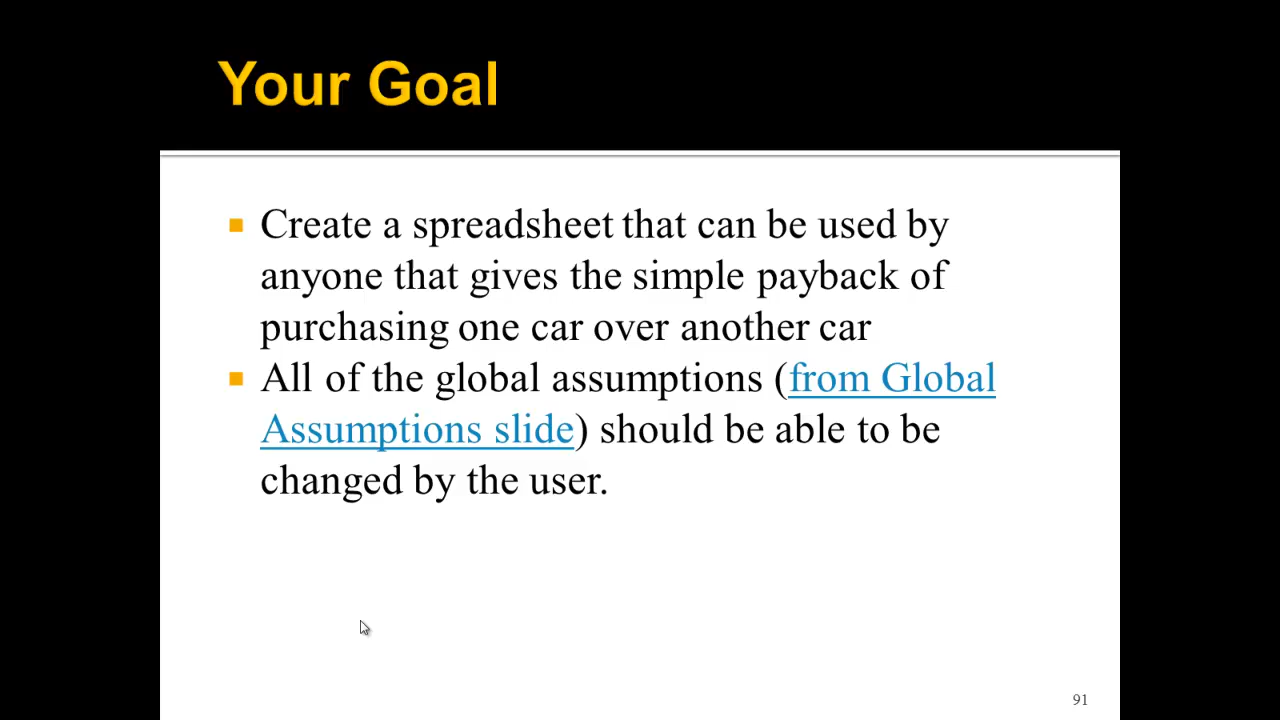 Your Goal
Create a spreadsheet that can be used by
anyone that gives the simple payback of
purchasing one car over another car
All of the global assumptions (from Global
Assumptions slide) should be able to be
changed by the user.
91